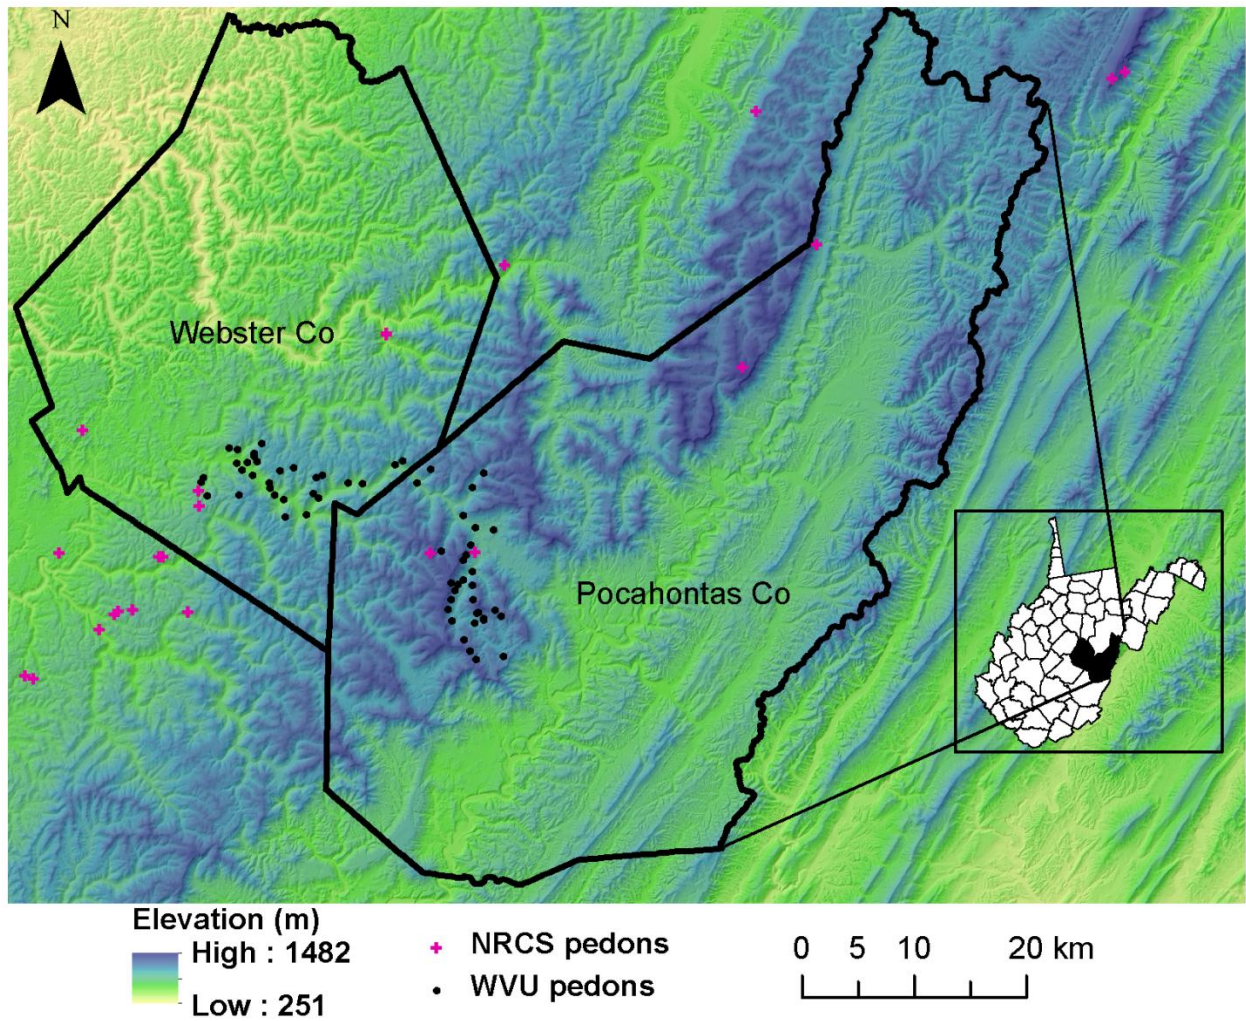 N
Webster Co
Pocahontas Co
Elevation (m)
High : 1482
Low : 251
NRCS pedons
WVU pedons
0 5 10 20 km